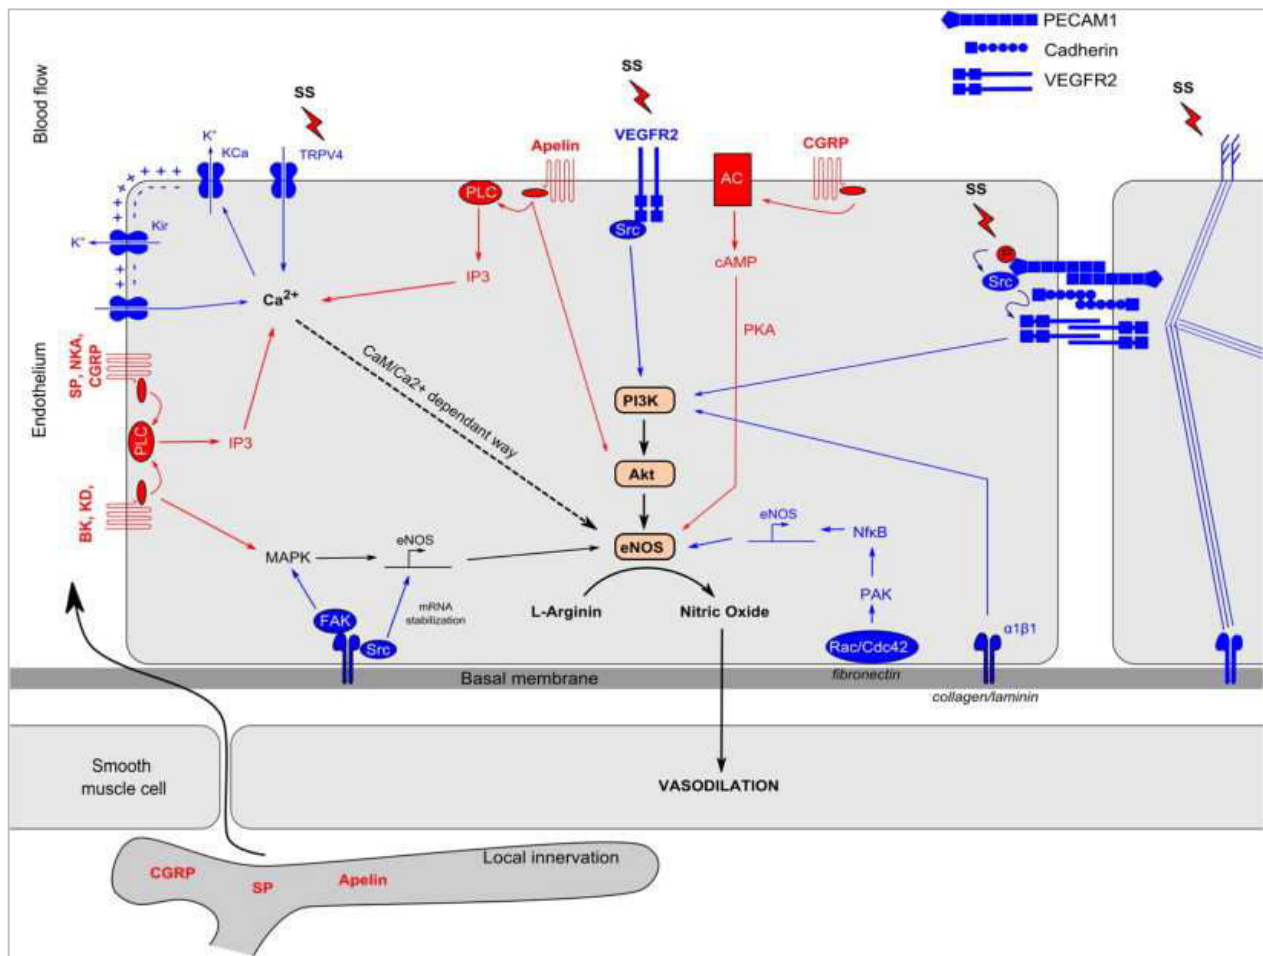 PECAM1
Cadherin
VEGFR2
Blood flow
SS
SS
SS
K⁺
KCa
TRPV4
VEGFR2
Apelin
CGRP
PLC
AC
Src
Kir
K⁺
SS
P
Src
IP3
cAMP
Ca²⁺
PKA
Endothelium
SP, NKA,
CGRP
CaM/Ca2+ dependant way
PI3K
PLC
IP3
Akt
BK, KD,
eNOS
eNOS
NfκB
MAPK
eNOS
PAK
L-Arginin
Nitric Oxide
mRNA
stabilization
FAK
Src
α1β1
Rac/Cdc42
fibronectin
Basal membrane
collagen/laminin
Smooth
muscle cell
VASODILATION
Local innervation
CGRP
SP
Apelin